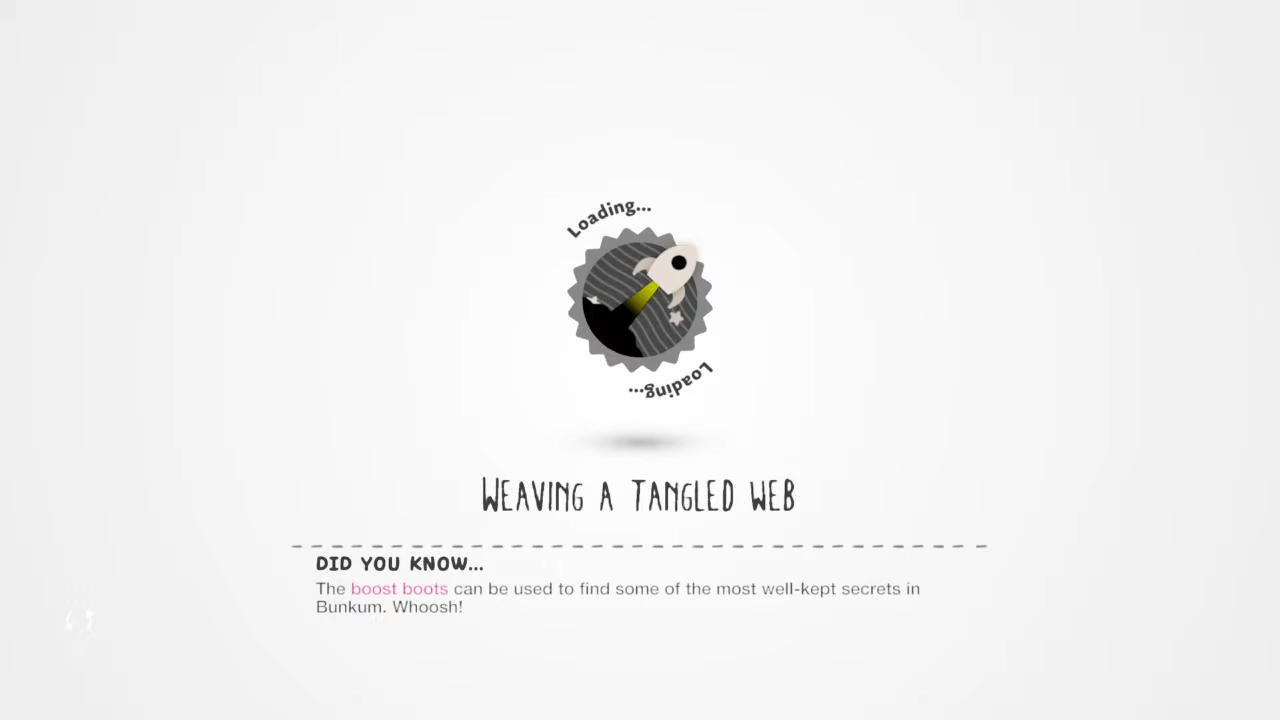 Loading...
Loading...
WEAVING A TANGLED WEB
DID YOU KNOW...
The boost boots can be used to find some of the most well-kept secrets in
Bunkum. Whoosh!